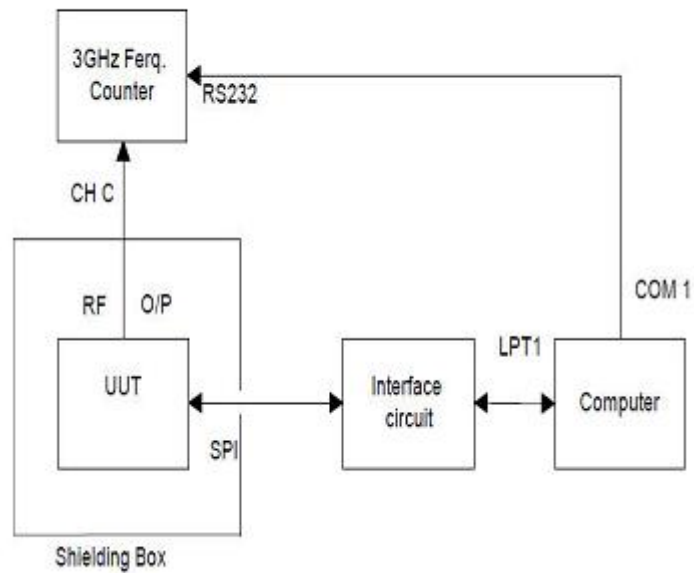 3GHz Ferq.
Counter
RS232
CH C
RF O/P
COM 1
LPT1
UUT
Interface
circuit
Computer
SPI
Shielding Box